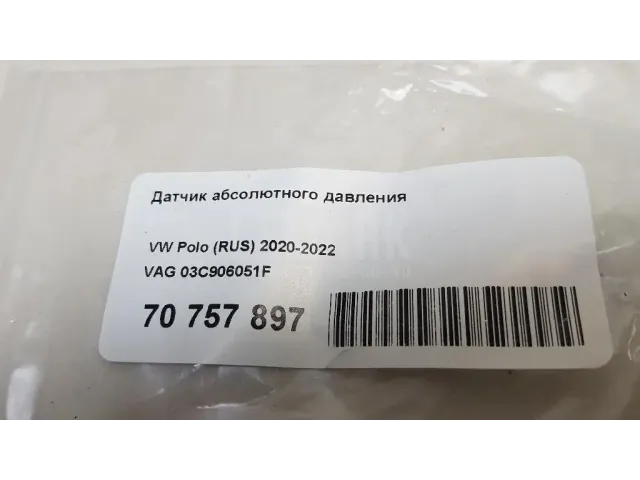 Датчик абсолютного давления
VW Polo (RUS) 2020-2022
VAG 03C906051F
70 757 897